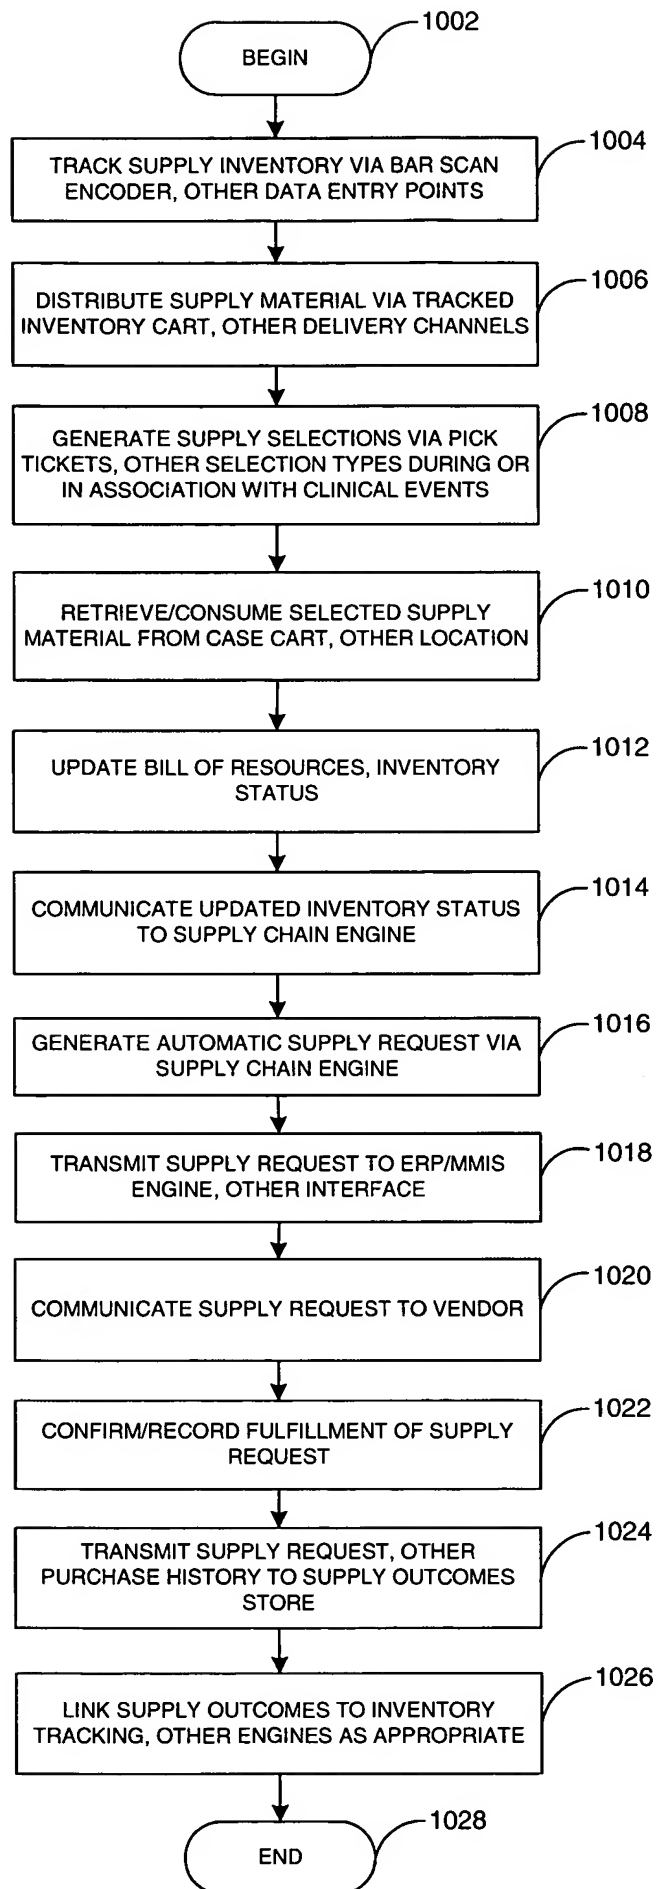 BEGIN
1002
TRACK SUPPLY INVENTORY VIA BAR SCAN
ENCODER, OTHER DATA ENTRY POINTS
1004
DISTRIBUTE SUPPLY MATERIAL VIA TRACKED
INVENTORY CART, OTHER DELIVERY CHANNELS
1006
GENERATE SUPPLY SELECTIONS VIA PICK
TICKETS, OTHER SELECTION TYPES DURING OR
IN ASSOCIATION WITH CLINICAL EVENTS
1008
RETRIEVE/CONSUME SELECTED SUPPLY
MATERIAL FROM CASE CART, OTHER LOCATION
1010
UPDATE BILL OF RESOURCES, INVENTORY
STATUS
1012
COMMUNICATE UPDATED INVENTORY STATUS
TO SUPPLY CHAIN ENGINE
1014
GENERATE AUTOMATIC SUPPLY REQUEST VIA
SUPPLY CHAIN ENGINE
1016
TRANSMIT SUPPLY REQUEST TO ERP/MMIS
ENGINE, OTHER INTERFACE
1018
COMMUNICATE SUPPLY REQUEST TO VENDOR
1020
CONFIRM/RECORD FULFILLMENT OF SUPPLY
REQUEST
1022
TRANSMIT SUPPLY REQUEST, OTHER
PURCHASE HISTORY TO SUPPLY OUTCOMES
STORE
1024
LINK SUPPLY OUTCOMES TO INVENTORY
TRACKING, OTHER ENGINES AS APPROPRIATE
1026
END
1028